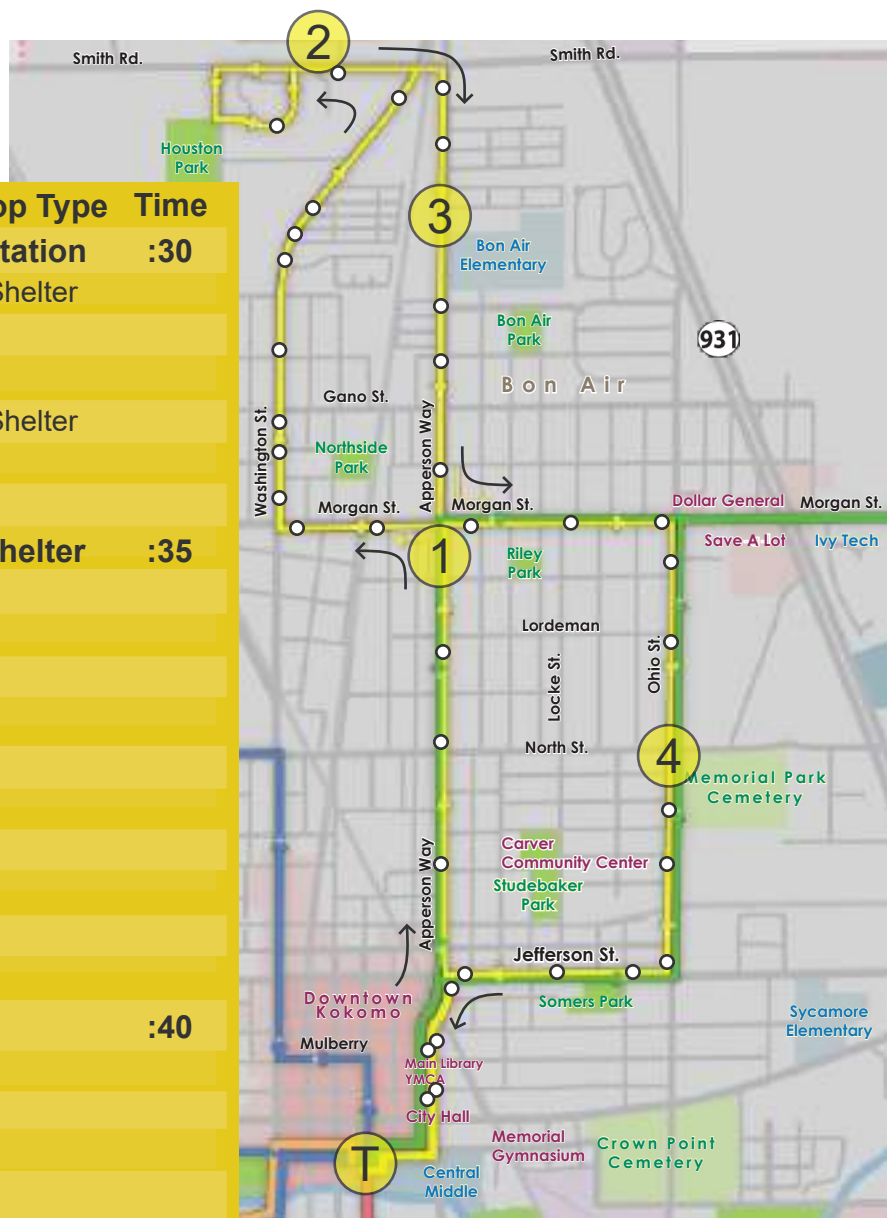 2
Smith Rd.
Smith Rd.
Houston
Park
op Type Time
tation :30
Shelter
Shelter
helter :35
:40
3
Bon Air
Elementary
Bon Air
Park
931
Bon Air
Gano St.
Apperson Way
Washington St.
Northside
Park
Morgan St.
Morgan St.
Dollar General
Morgan St.
Save A Lot
Ivy Tech
1
Riley
Park
Lordeman
Locke St.
Ohio St.
North St.
4
Memorial Park
Cemetery
Carver
Community Center
Studebaker
Park
Apperson Way
Jefferson St.
Downtown
Kokomo
Somers Park
Sycamore
Elementary
Mulberry
Main Library
YMCA
City Hall
Memorial
Gymnasium
Crown Point
Cemetery
T
Central
Middle